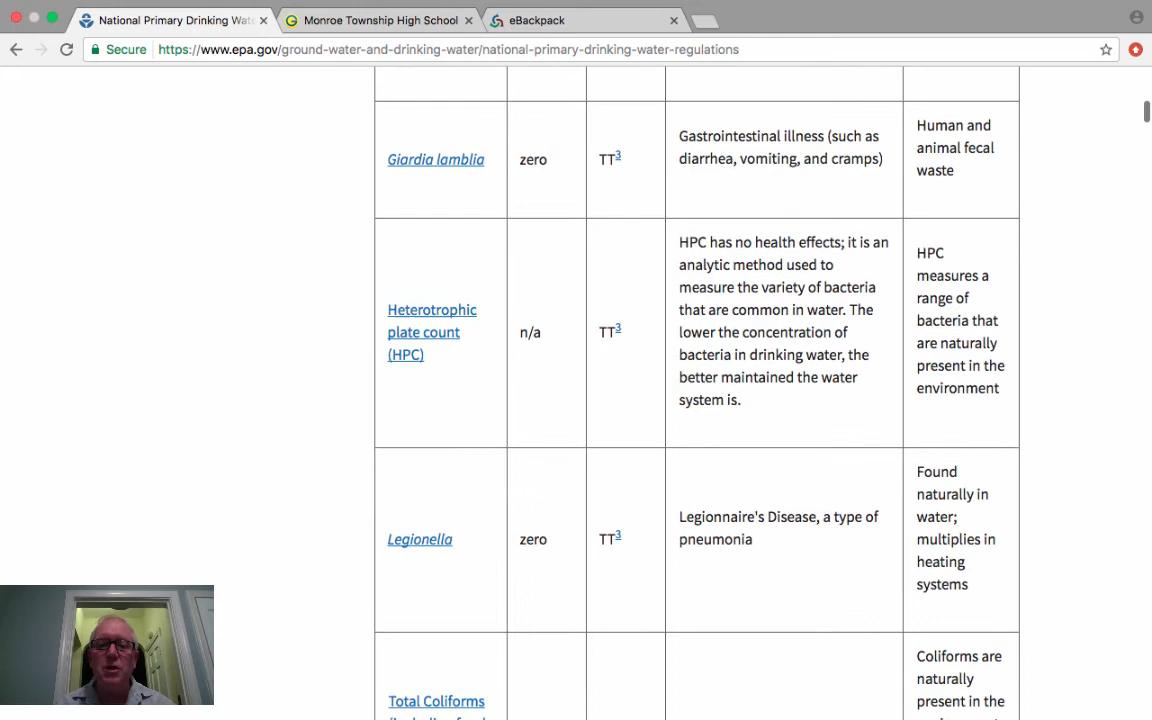 National Primary Drinking Wat
Monroe Township High School
eBackpack
Secure https://www.epa.gov/ground-water-and-drinking-water/national-primary-drinking-water-regulations
Giardia lamblia
zero
TT3
Gastrointestinal illness (such as
diarrhea, vomiting, and cramps)
Human and
animal fecal
waste
Heterotrophic
plate count
(HPC)
n/a
TT3
HPC has no health effects; it is an
analytic method used to
measure the variety of bacteria
that are common in water. The
lower the concentration of
bacteria in drinking water, the
better maintained the water
system is.
HPC
measures a
range of
bacteria that
are naturally
present in the
environment
Legionella
zero
TT3
Legionnaire's Disease, a type of
pneumonia
Found
naturally in
water;
multiplies in
heating
systems
Total Coliforms
Coliforms are
naturally
present in the